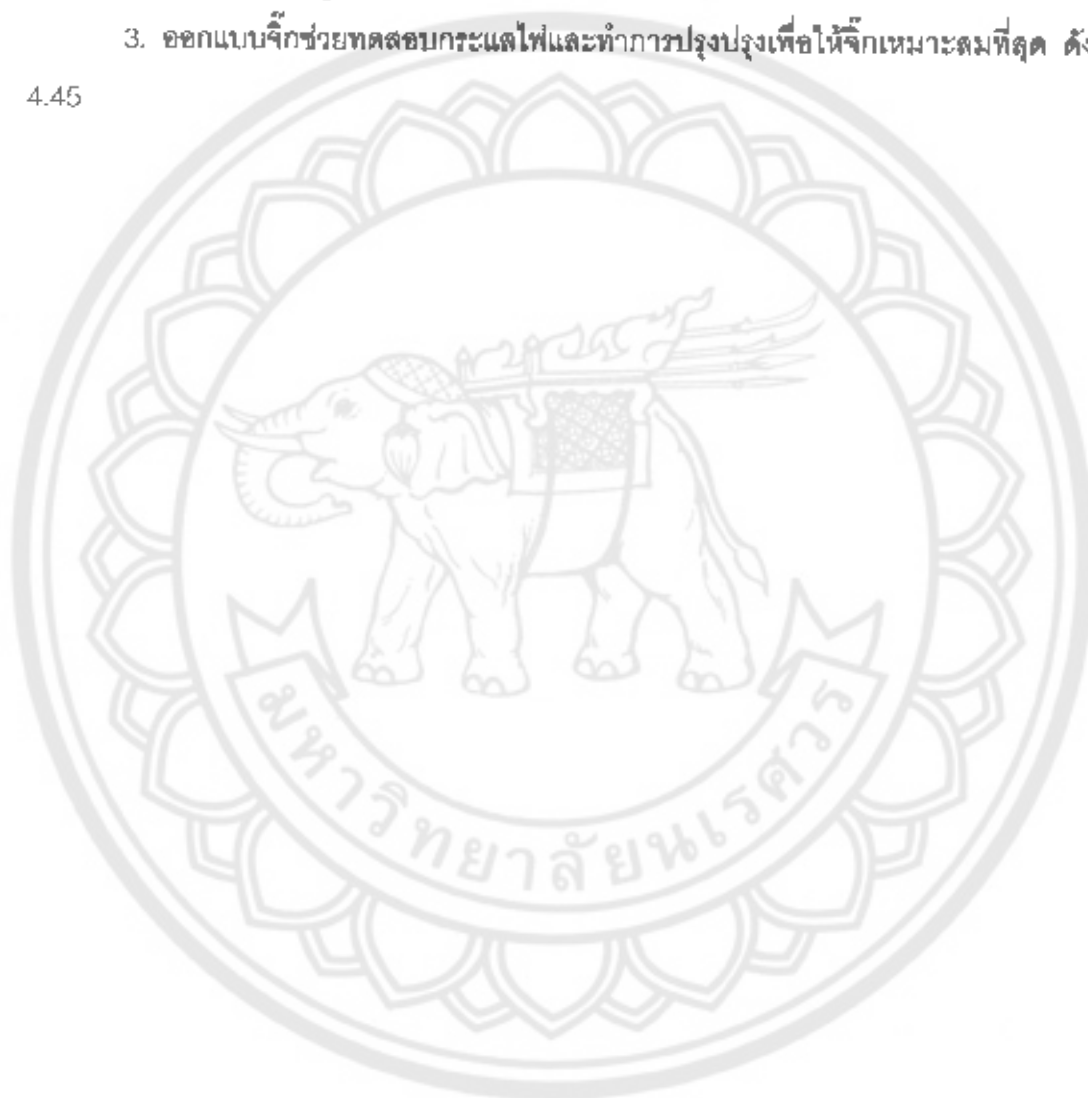 3. ออกแบบจิ๊กช่วยทดสอบกระแสไฟและทำการปรุงปรุงเพื่อให้จิ๊กเหมาะสมที่สุด ดัง
4.45
มหาวิทยาลัยนเรศวร